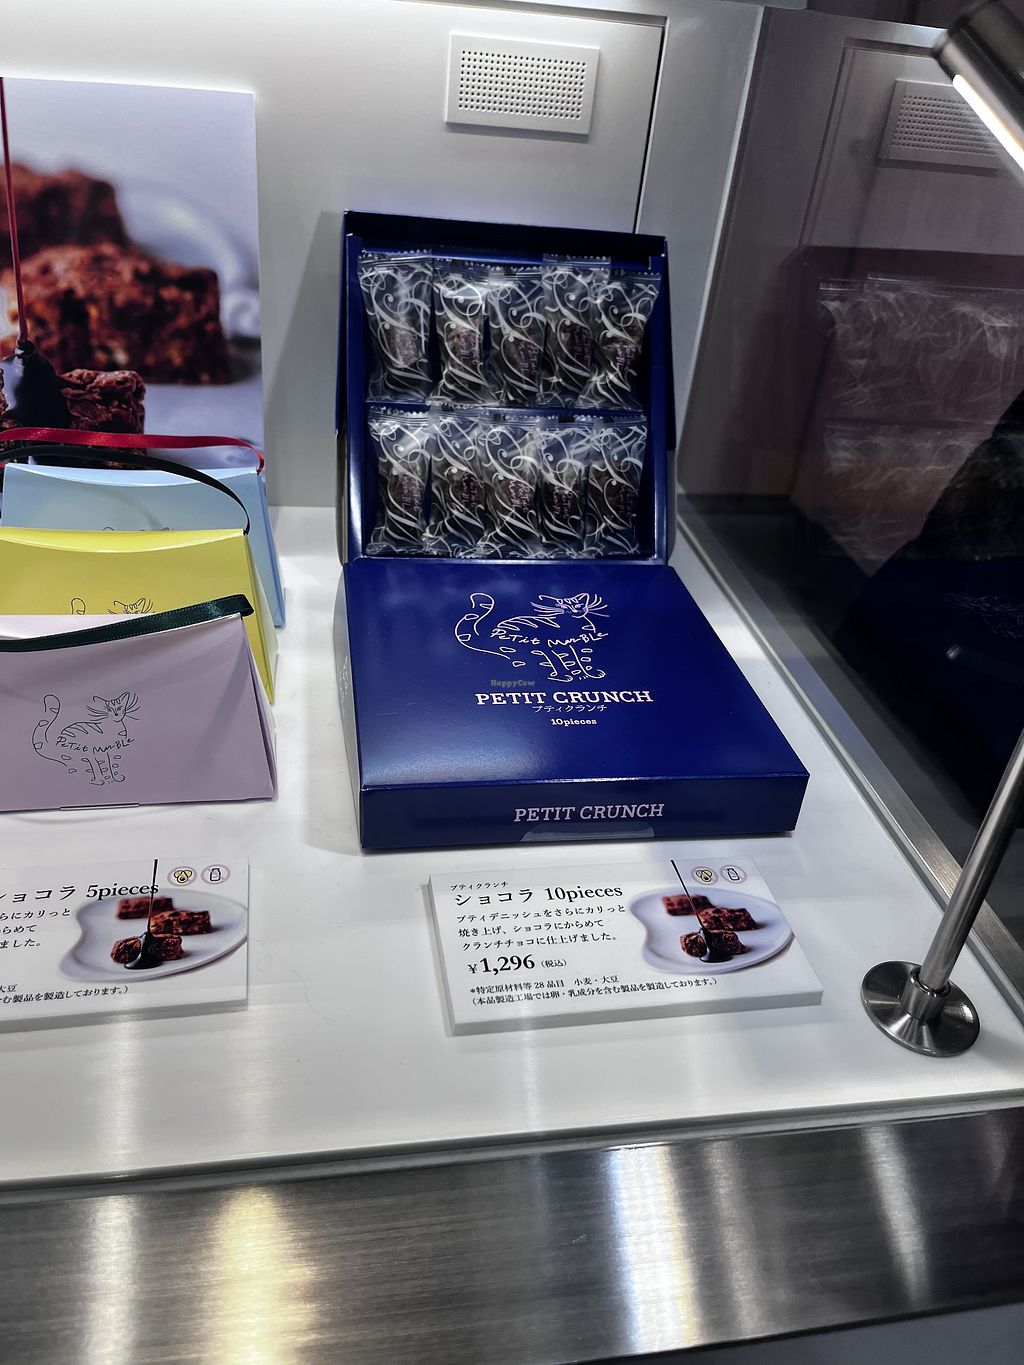 PETiT MarBLe
HappyCow
PETIT CRUNCH
プティクランチ
10pieces
PETIT CRUNCH
PETiT MarBLe
ショコラ 5pieces
らにカリっと
らめて
ました。
大豆
含む製品を製造しております。）
プティクランチ
ショコラ 10pieces
プティデニッシュをさらにカリっと
焼き上げ、ショコラにからめて
クランチチョコに仕上げました。
¥1,296（税込）
*特定原材料等28品目 小麦・大豆
（本品製造工場では卵・乳成分を含む製品を製造しております。）